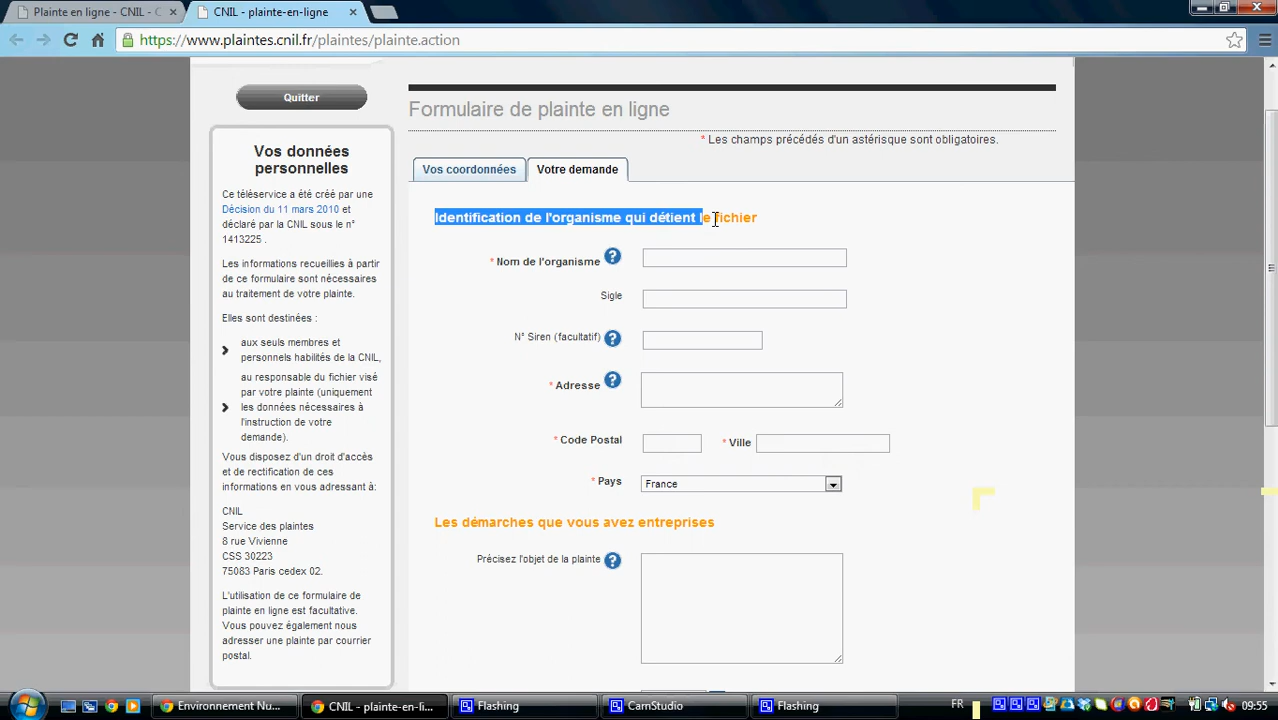 Plainte en ligne - CNIL - C
CNIL - plainte-en-ligne
https://www.plaintes.cnil.fr/plaintes/plainte.action
Quitter
Vos données
personnelles
Ce téléservice a été créé par une
Décision du 11 mars 2010 et
déclaré par la CNIL sour le n°
1413225 .
Les informations recueillies à partir
de ce formulaire sont nécessaires
au traitement de votre plainte.
Elles sont destinées :
aux seuls membres et
personnels habilités de la CNIL,
au responsable du fichier visé
par votre plainte (uniquement
les données nécessaires à
l'instruction de votre
demande).
Vous disposez d'un droit d'accès
et de rectification de ces
informations en vous adressant à:
CNIL
Service des plaintes
8 rue Vivienne
CSS 30223
75083 Paris cedex 02.
L'utilisation de ce formulaire de
plainte en ligne est facultative.
Vous pouvez également nous
adresser une plainte par courrier
postal.
Formulaire de plainte en ligne
* Les champs précédés d'un astérisque sont obligatoires.
Vos coordonnées
Votre demande
Identification de l'organisme qui détient le fichier
* Nom de l'organisme ?
Sigle
N° Siren (facultatif) ?
* Adresse ?
* Code Postal * Ville
* Pays France
Les démarches que vous avez entreprises
Précisez l'objet de la plainte ?
Environnement Nu...
CNIL - plainte-en-li...
Flashing
CamStudio
Flashing
FR
09:55